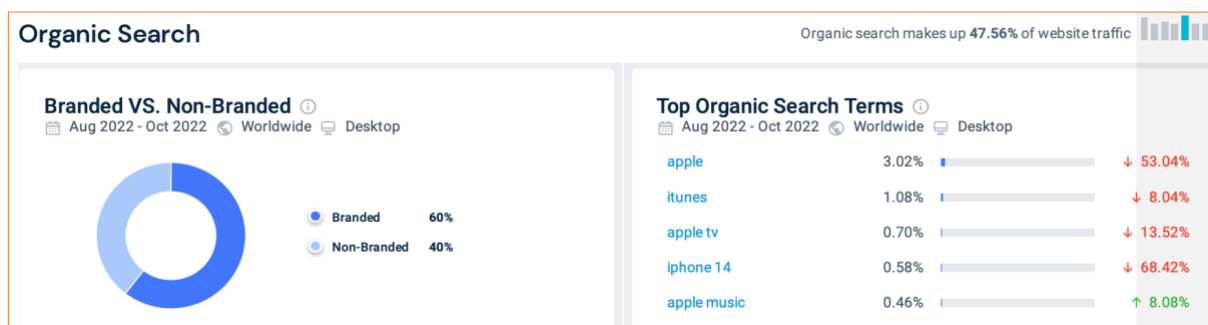 Organic Search
Organic search makes up 47.56% of website traffic
Branded VS. Non-Branded
Aug 2022 - Oct 2022 Worldwide Desktop
Branded 60%
Non-Branded 40%
Top Organic Search Terms
Aug 2022 - Oct 2022 Worldwide Desktop
apple 3.02% ↓ 53.04%
itunes 1.08% ↓ 8.04%
apple tv 0.70% ↓ 13.52%
iphone 14 0.58% ↓ 68.42%
apple music 0.46% ↑ 8.08%